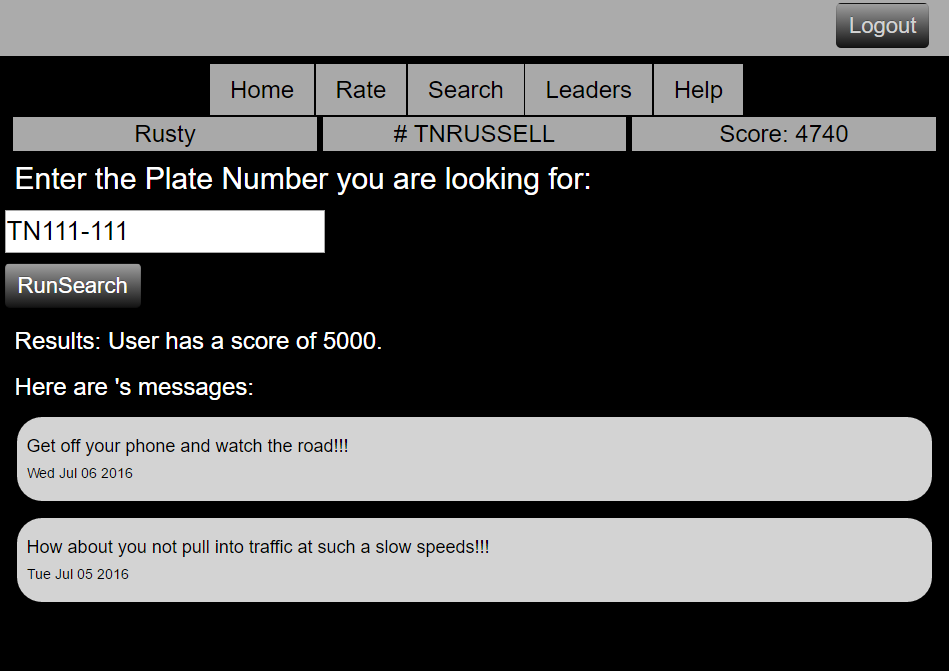 Logout
Home Rate Search Leaders Help
Rusty # TNRUSSELL Score: 4740
Enter the Plate Number you are looking for:
TN111-111
RunSearch
Results: User has a score of 5000.
Here are 's messages:
Get off your phone and watch the road!!!
Wed Jul 06 2016
How about you not pull into traffic at such a slow speeds!!!
Tue Jul 05 2016